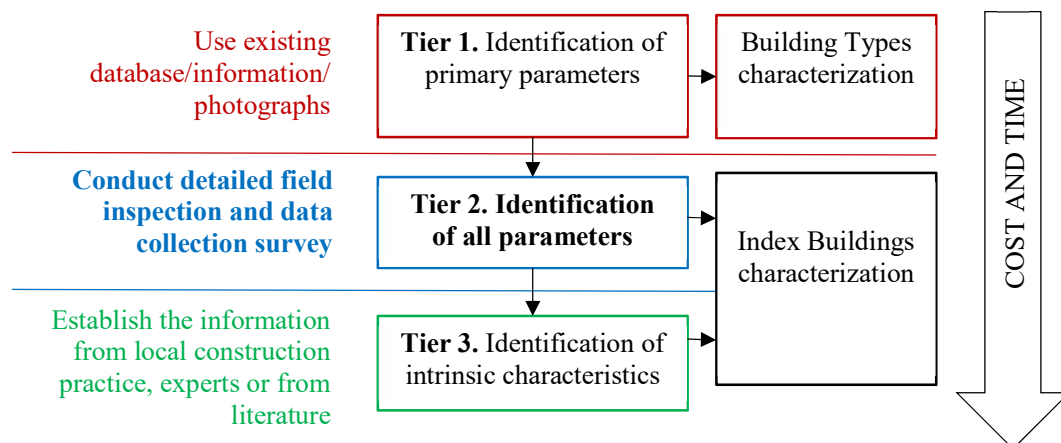 Use existing
database/information/
photographs
Tier 1. Identification of
primary parameters
Building Types
characterization
Conduct detailed field
inspection and data
collection survey
Tier 2. Identification
of all parameters
Index Buildings
characterization
Establish the information
from local construction
practice, experts or from
literature
Tier 3. Identification of
intrinsic characteristics
COST AND TIME